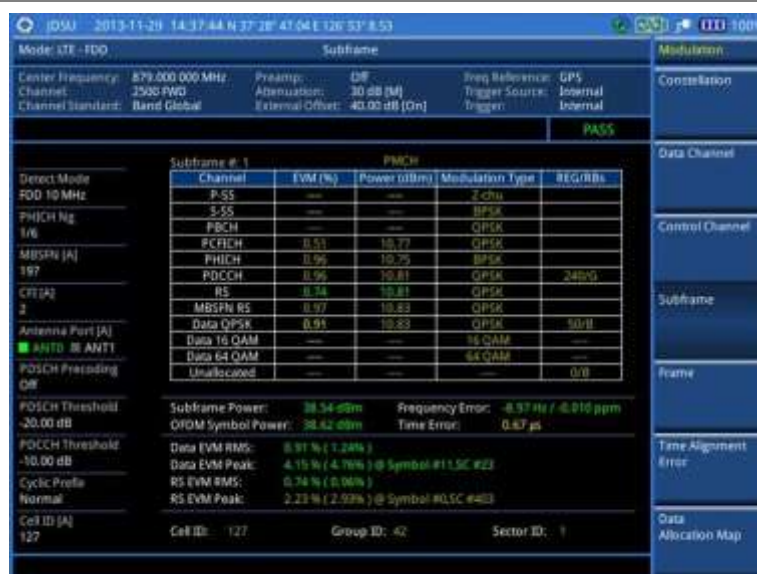 JDSU 2013-11-29 14:37:44 N 37° 28' 47.04 E 126° 53' 8.53 100%
Mode: LTE - FDD Subframe Modulation
Center Frequency: 879.000 000 MHz Preamp: Off Freq Reference: GPS
Channel: 2500 FWD Attenuation: 30 dB [M] Trigger Source: Internal
Channel Standard: Band Global External Offset: 40.00 dB [On] Trigger: Internal
Constellation
PASS
Data Channel
Subframe #: 1 PMCH
Detect Mode
FDD 10 MHz
Channel EVM (%) Power (dBm) Modulation Type REG/RBs
P-SS --- --- Z-chu
S-SS --- --- BPSK
PBCH --- --- QPSK
PHICH Ng
1/6
PCFICH 0.51 10.77 QPSK
PHICH 0.96 10.75 BPSK
PDCCH 0.96 10.81 QPSK 240/G
Control Channel
MBSFN [A]
197
RS 0.74 10.81 QPSK
MBSFN RS 0.97 10.83 QPSK
Data QPSK 0.91 10.83 QPSK 50/B
CFI [A]
2
Subframe
Data 16 QAM --- --- 16 QAM ---
Data 64 QAM --- --- 64 QAM ---
Unallocated --- --- --- 0/B
Antenna Port [A]
ANT0 ANT1
PDSCH Precoding
Off
Frame
PDSCH Threshold
-20.00 dB
Subframe Power: 38.54 dBm Frequency Error: -8.97 Hz / -0.010 ppm
OFDM Symbol Power: 38.62 dBm Time Error: 0.67 µs
PDCCH Threshold
-10.00 dB
Data EVM RMS: 0.91 % ( 1.24% )
Data EVM Peak: 4.15 % ( 4.76% ) @ Symbol #11,SC #23
RS EVM RMS: 0.74 % ( 0.96% )
RS EVM Peak: 2.23 % ( 2.93% ) @ Symbol #0,SC #403
Time Alignment
Error
Cyclic Prefix
Normal
Cell ID [A]
127
Cell ID: 127 Group ID: 42 Sector ID: 1
Data
Allocation Map